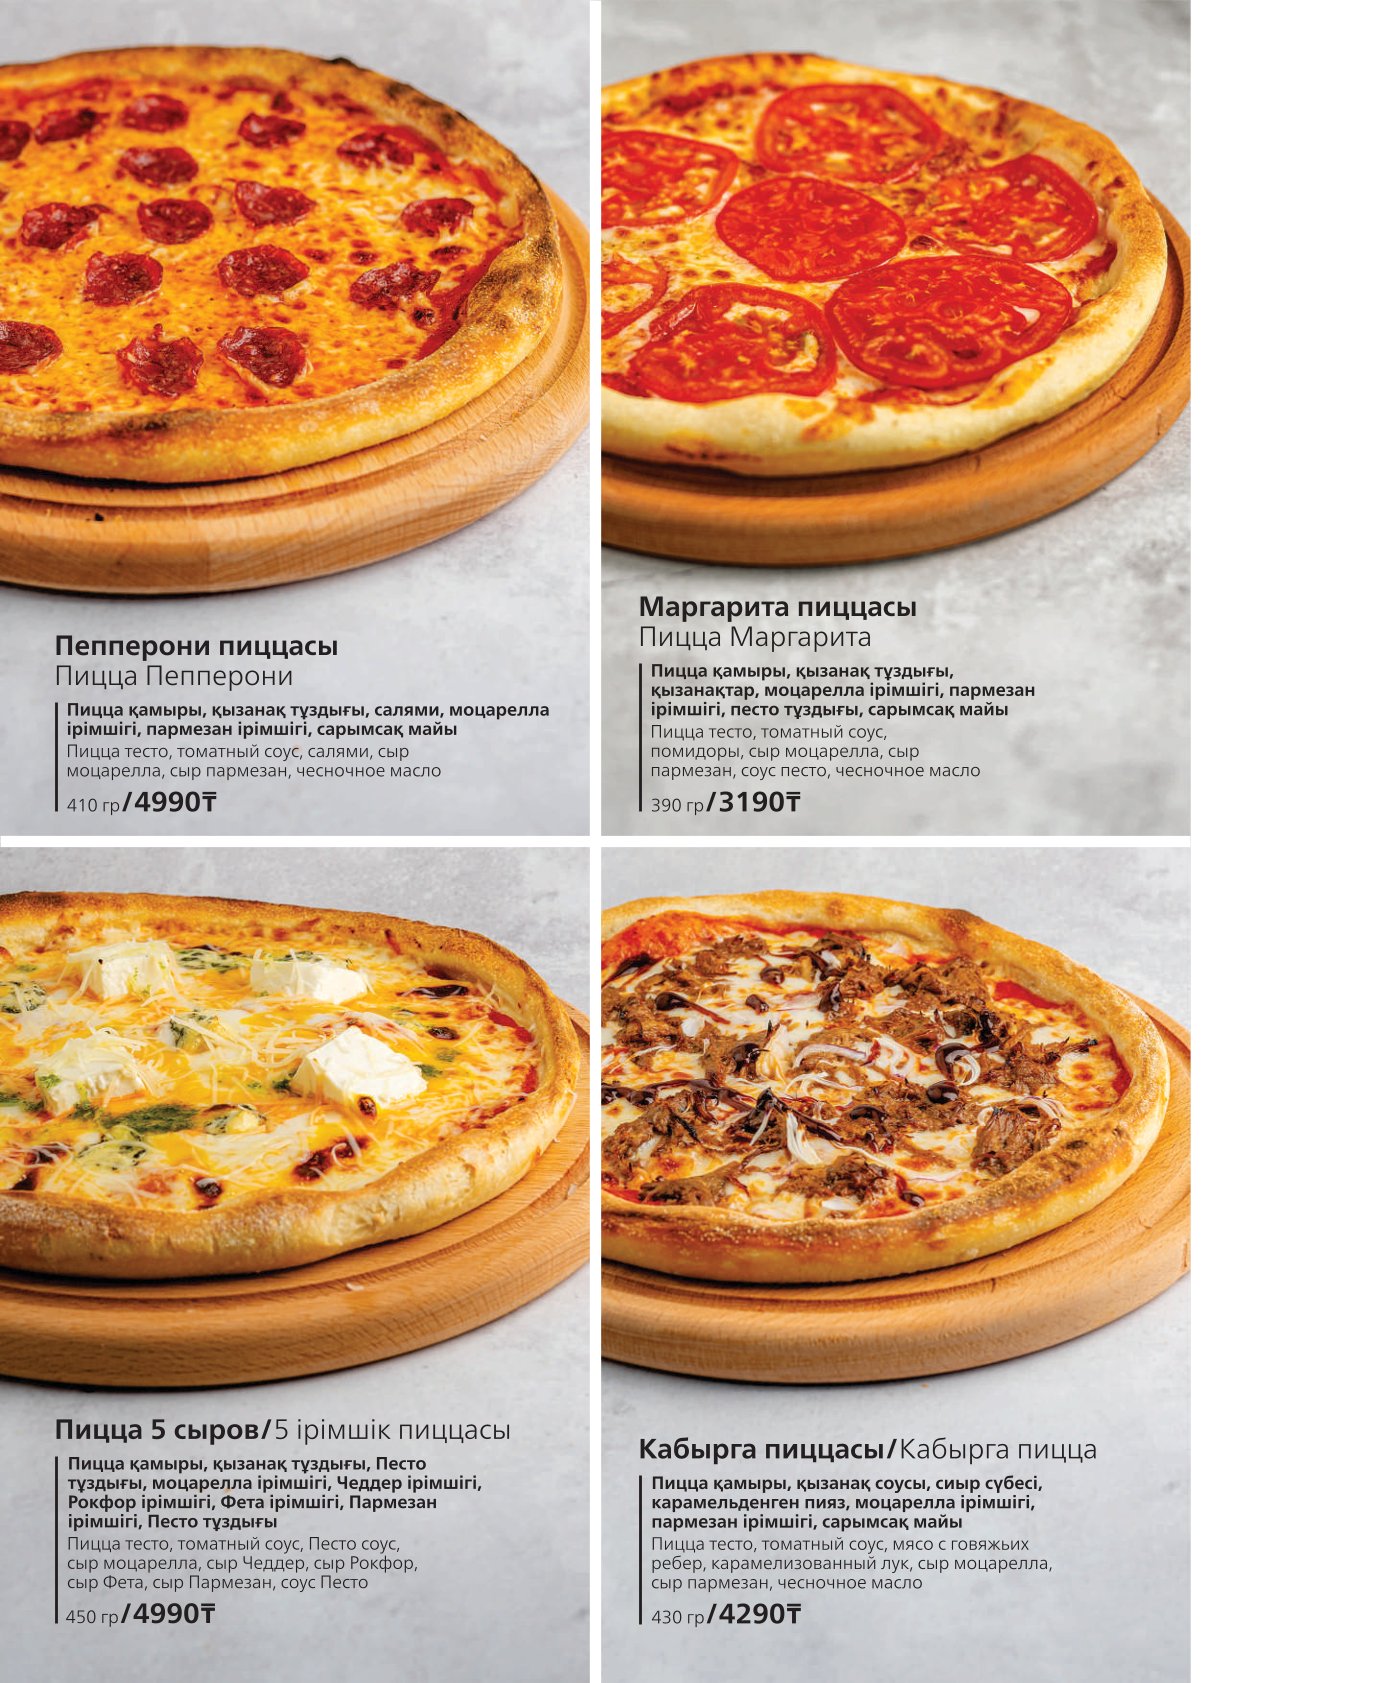 Пепперони пиццасы
Пицца Пепперони
Пицца қамыры, қызанақ тұздығы, салями, моцарелла
ірімшігі, пармезан ірімшігі, сарымсақ майы
Пицца тесто, томатный соус, салями, сыр
моцарелла, сыр пармезан, чесночное масло
410 гр/4990₸
Маргарита пиццасы
Пицца Маргарита
Пицца қамыры, қызанақ тұздығы,
қызанақтар, моцарелла ірімшігі, пармезан
ірімшігі, песто тұздығы, сарымсақ майы
Пицца тесто, томатный соус,
помидоры, сыр моцарелла, сыр
пармезан, соус песто, чесночное масло
390 гр/3190₸
Пицца 5 сыров/5 ірімшік пиццасы
Пицца қамыры, қызанақ тұздығы, Песто
тұздығы, моцарелла ірімшігі, Чеддер ірімшігі,
Рокфор ірімшігі, Фета ірімшігі, Пармезан
ірімшігі, Песто тұздығы
Пицца тесто, томатный соус, Песто соус,
сыр моцарелла, сыр Чеддер, сыр Рокфор,
сыр Фета, сыр Пармезан, соус Песто
450 гр/4990₸
Кабырга пиццасы/Кабырга пицца
Пицца қамыры, қызанақ соусы, сиыр сүбесі,
карамельденген пияз, моцарелла ірімшігі,
пармезан ірімшігі, сарымсақ майы
Пицца тесто, томатный соус, мясо с говяжьих
ребер, карамелизованный лук, сыр моцарелла,
сыр пармезан, чесночное масло
430 гр/4290₸